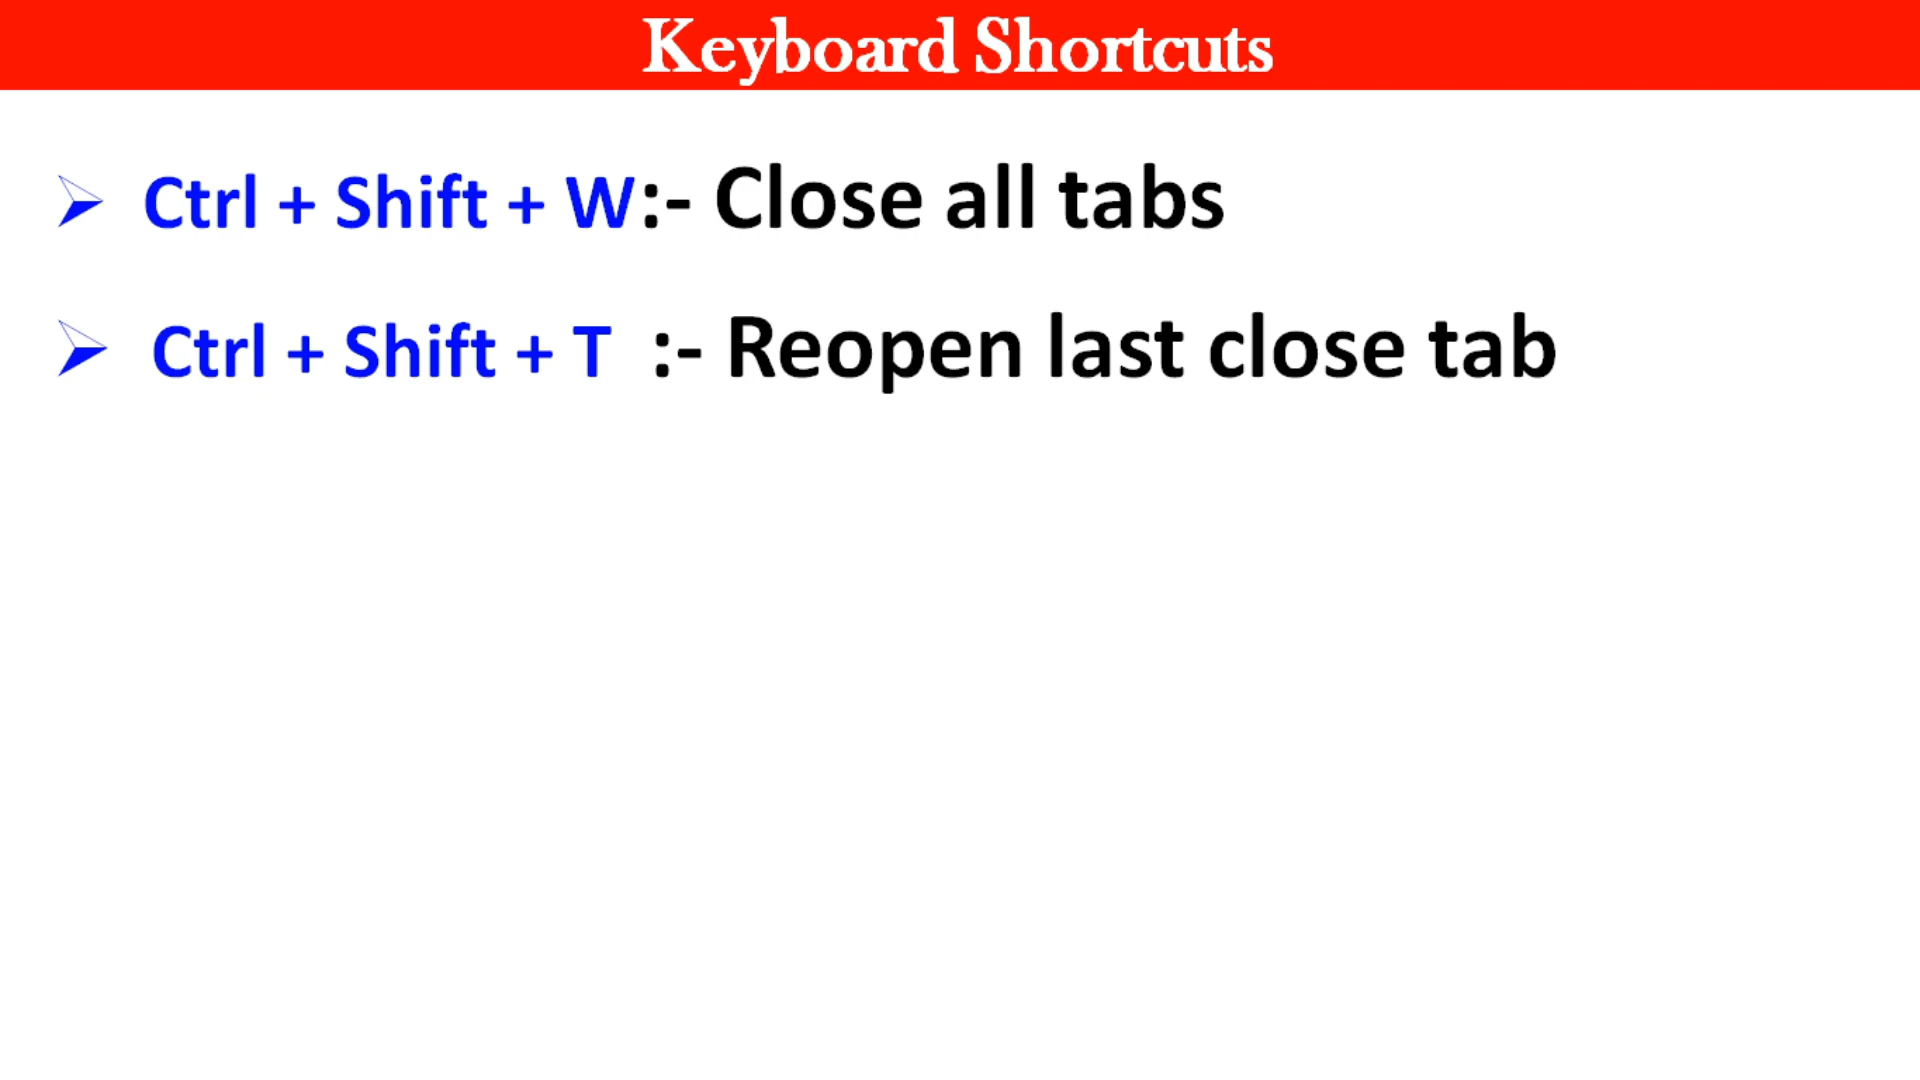 Keyboard Shortcuts
Ctrl + Shift + W:- Close all tabs
Ctrl + Shift + T :- Reopen last close tab